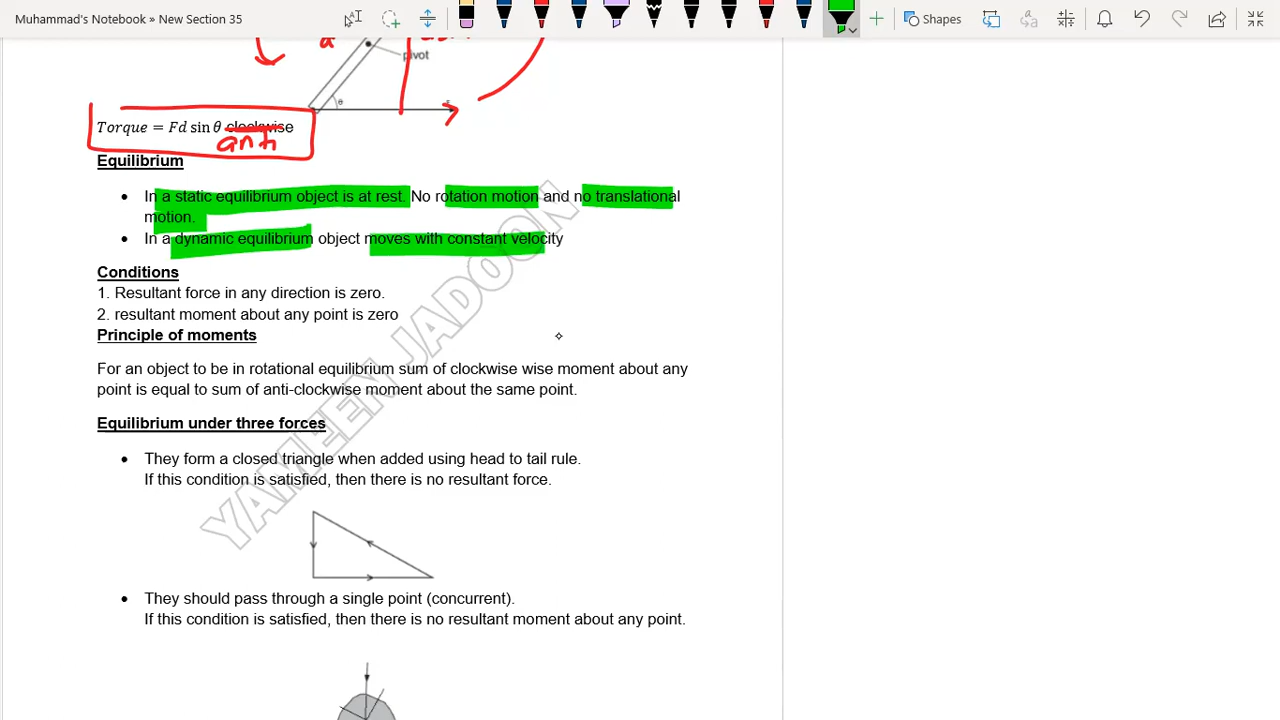 Muhammad's Notebook » New Section 35
Shapes
pivot
θ
Torque = Fd sin θ clockwise
anti
Equilibrium
• In a static equilibrium object is at rest. No rotation motion and no translational
motion.
• In a dynamic equilibrium object moves with constant velocity
Conditions
1. Resultant force in any direction is zero.
2. resultant moment about any point is zero
Principle of moments
For an object to be in rotational equilibrium sum of clockwise wise moment about any
point is equal to sum of anti-clockwise moment about the same point.
Equilibrium under three forces
• They form a closed triangle when added using head to tail rule.
If this condition is satisfied, then there is no resultant force.
• They should pass through a single point (concurrent).
If this condition is satisfied, then there is no resultant moment about any point.
YAMEEN JADOON